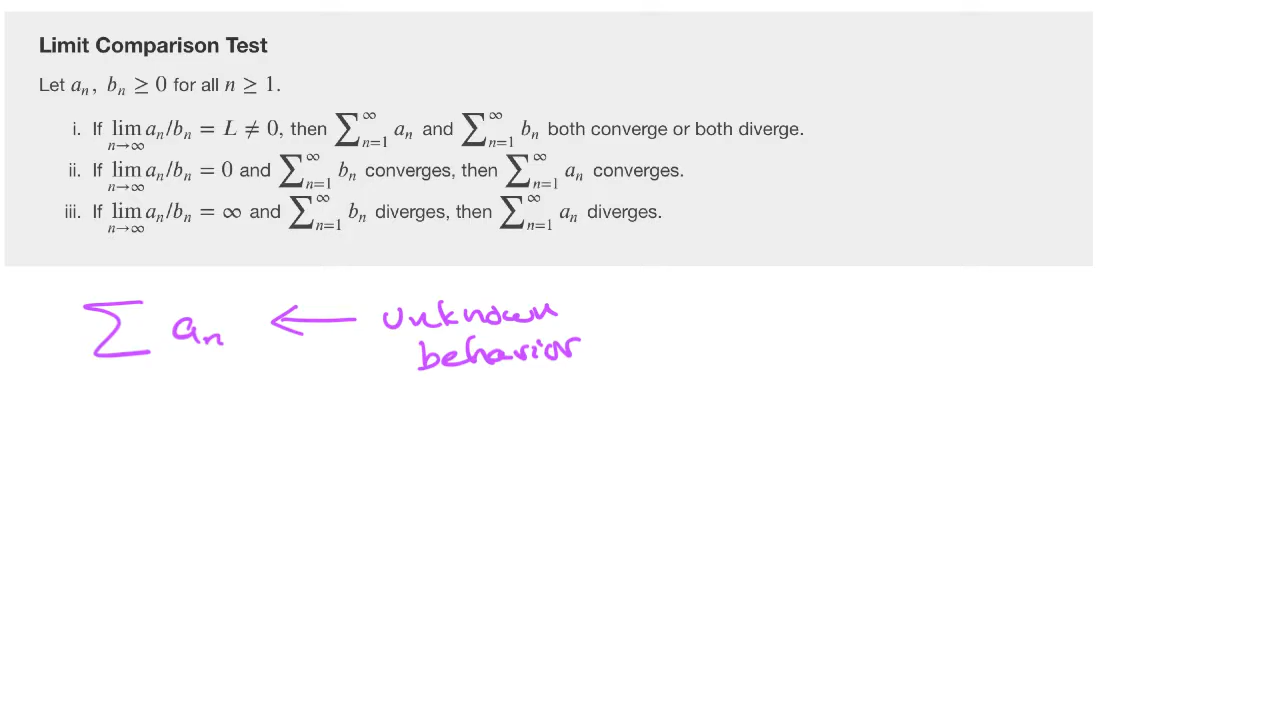 Limit Comparison Test
Let aₙ, bₙ ≥ 0 for all n ≥ 1.
i. If lim_{n→∞} aₙ/bₙ = L ≠ 0, then ∑_{n=1}^{∞} aₙ and ∑_{n=1}^{∞} bₙ both converge or both diverge.
ii. If lim_{n→∞} aₙ/bₙ = 0 and ∑_{n=1}^{∞} bₙ converges, then ∑_{n=1}^{∞} aₙ converges.
iii. If lim_{n→∞} aₙ/bₙ = ∞ and ∑_{n=1}^{∞} bₙ diverges, then ∑_{n=1}^{∞} aₙ diverges.
∑ aₙ ← unknown
behavior